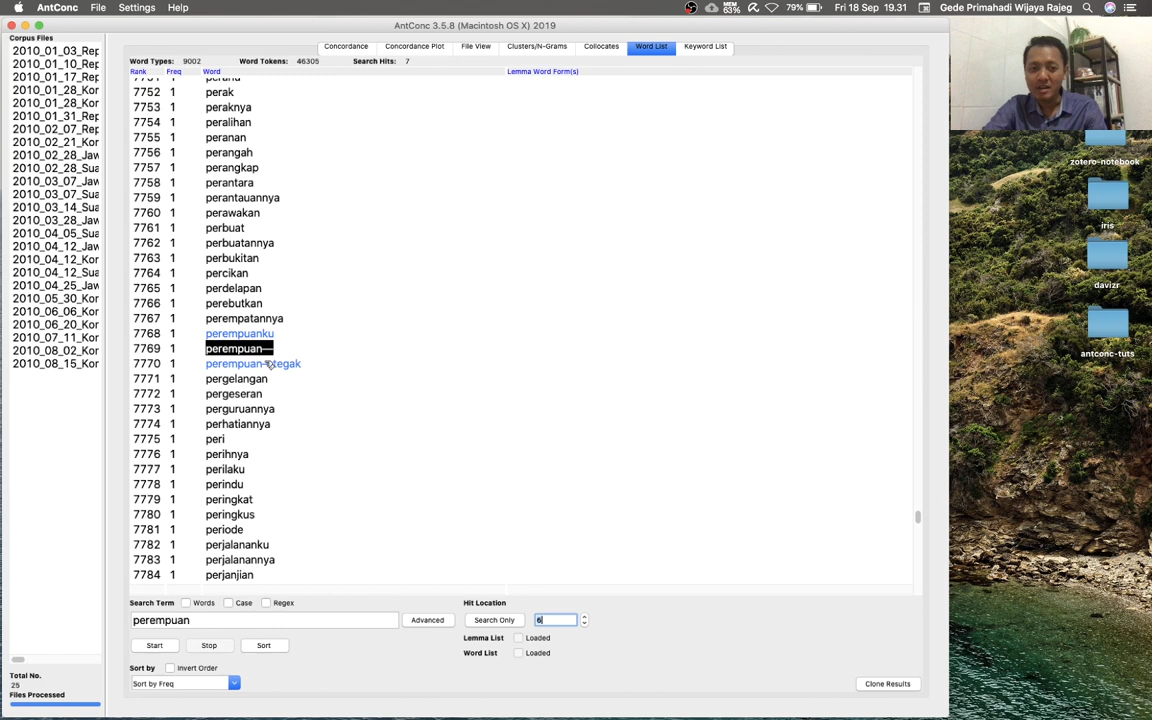 AntConc File Settings Help MEM 63% 79% Fri 18 Sep 19.31 Gede Primahadi Wijaya Rajeg
AntConc 3.5.8 (Macintosh OS X) 2019
Corpus Files
2010_01_03_Rep
2010_01_10_Rep
2010_01_17_Rep
2010_01_28_Kor
2010_01_28_Kor
2010_01_31_Rep
2010_02_07_Rep
2010_02_21_Kor
2010_02_28_Jaw
2010_02_28_Sua
2010_03_07_Jaw
2010_03_07_Sua
2010_03_14_Sua
2010_03_28_Jaw
2010_04_05_Sua
2010_04_12_Jaw
2010_04_12_Kor
2010_04_12_Sua
2010_04_25_Jaw
2010_05_30_Kor
2010_06_06_Kor
2010_06_20_Kor
2010_07_11_Kor
2010_08_02_Kor
2010_08_15_Kor
Total No.
25
Files Processed
Concordance Concordance Plot File View Clusters/N-Grams Collocates Word List Keyword List
Word Types: 9002 Word Tokens: 46305 Search Hits: 7
Rank Freq Word Lemma Word Form(s)
7752 1 perak
7753 1 peraknya
7754 1 peralihan
7755 1 peranan
7756 1 perangah
7757 1 perangkap
7758 1 perantara
7759 1 perantauannya
7760 1 perawakan
7761 1 perbuat
7762 1 perbuatannya
7763 1 perbukitan
7764 1 percikan
7765 1 perdelapan
7766 1 perebutkan
7767 1 perempatannya
7768 1 perempuanku
7769 1 perempuan—
7770 1 perempuan—tegak
7771 1 pergelangan
7772 1 pergeseran
7773 1 perguruannya
7774 1 perhatiannya
7775 1 peri
7776 1 perihnya
7777 1 perilaku
7778 1 perindu
7779 1 peringkat
7780 1 peringkus
7781 1 periode
7782 1 perjalananku
7783 1 perjalanannya
7784 1 perjanjian
Search Term Words Case Regex Hit Location
perempuan Advanced Search Only 6
Start Stop Sort
Lemma List Loaded
Word List Loaded
Sort by Invert Order
Sort by Freq
Clone Results
zotero-notebook
iris
davizr
antconc-tuts